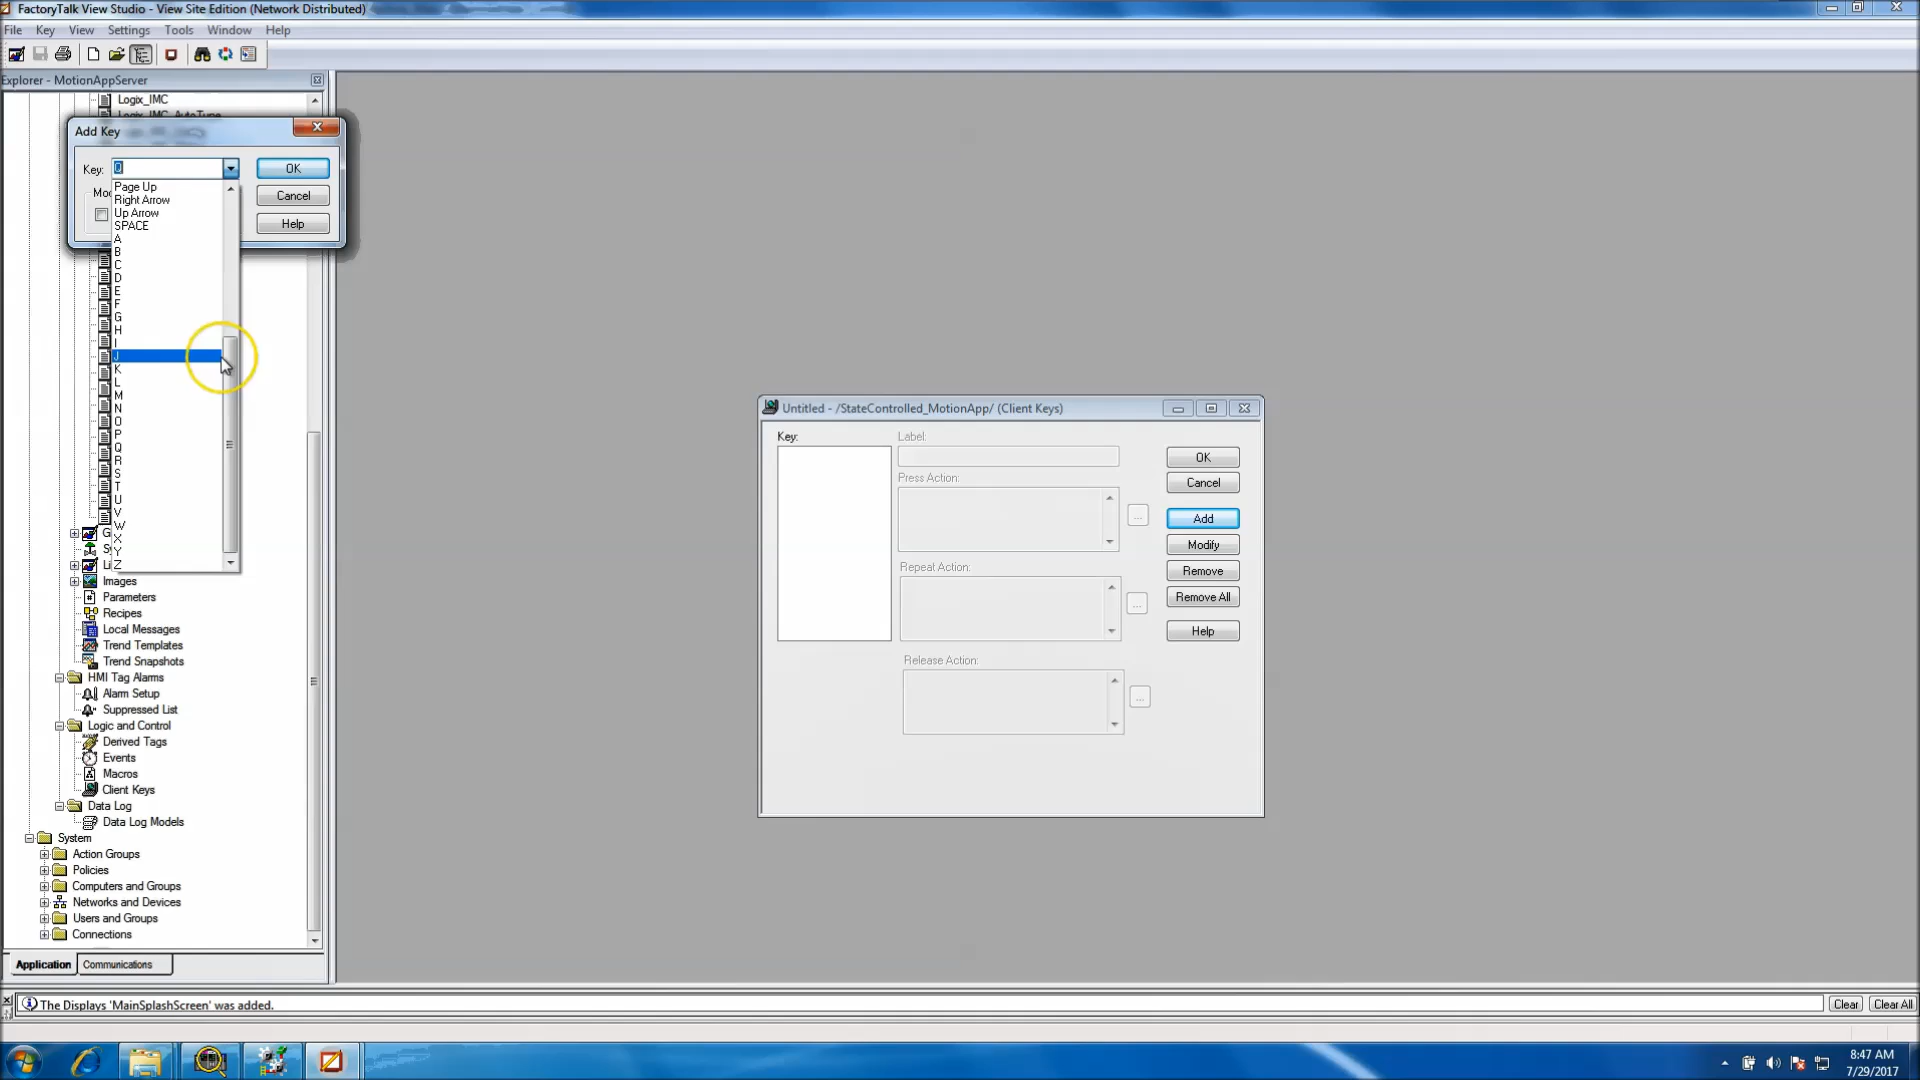 FactoryTalk View Studio - View Site Edition (Network Distributed)
File Key View Settings Tools Window Help
Explorer - MotionAppServer
Logix_IMC
Add Key
Key:
OK
Cancel
Help
Page Up
Right Arrow
Up Arrow
SPACE
A
B
C
D
E
F
G
H
I
J
K
L
M
N
O
P
Q
R
S
T
U
V
W
X
Y
Z
Images
Parameters
Recipes
Local Messages
Trend Templates
Trend Snapshots
HMI Tag Alarms
Alarm Setup
Suppressed List
Logic and Control
Derived Tags
Events
Macros
Client Keys
Data Log
Data Log Models
System
Action Groups
Policies
Computers and Groups
Networks and Devices
Users and Groups
Connections
Application Communications
Untitled - /StateControlled_MotionApp/ (Client Keys)
Key:
Label:
Press Action:
...
Repeat Action:
...
Release Action:
...
OK
Cancel
Add
Modify
Remove
Remove All
Help
The Displays 'MainSplashScreen' was added.
Clear Clear All
8:47 AM
7/29/2017